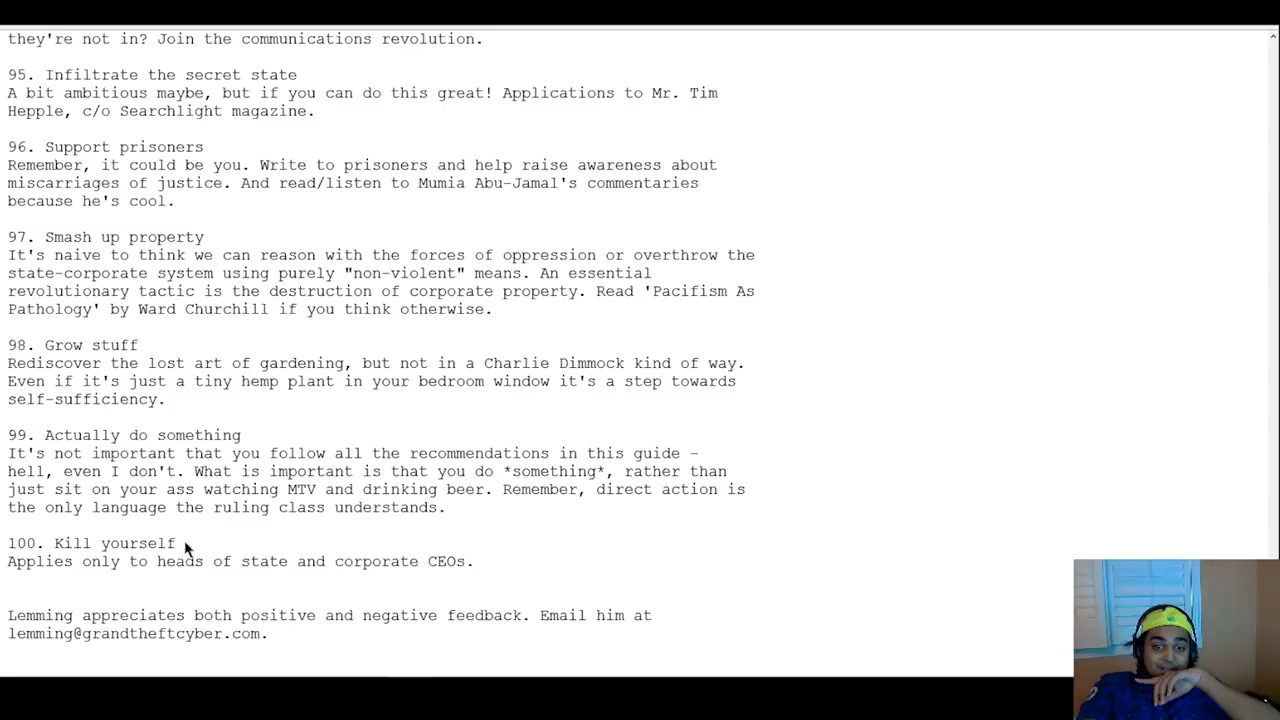 they're not in? Join the communications revolution.
95. Infiltrate the secret state
A bit ambitious maybe, but if you can do this great! Applications to Mr. Tim
Hepple, c/o Searchlight magazine.
96. Support prisoners
Remember, it could be you. Write to prisoners and help raise awareness about
miscarriages of justice. And read/listen to Mumia Abu-Jamal's commentaries
because he's cool.
97. Smash up property
It's naive to think we can reason with the forces of oppression or overthrow the
state-corporate system using purely "non-violent" means. An essential
revolutionary tactic is the destruction of corporate property. Read 'Pacifism As
Pathology' by Ward Churchill if you think otherwise.
98. Grow stuff
Rediscover the lost art of gardening, but not in a Charlie Dimmock kind of way.
Even if it's just a tiny hemp plant in your bedroom window it's a step towards
self-sufficiency.
99. Actually do something
It's not important that you follow all the recommendations in this guide -
hell, even I don't. What is important is that you do *something*, rather than
just sit on your ass watching MTV and drinking beer. Remember, direct action is
the only language the ruling class understands.
100. Kill yourself
Applies only to heads of state and corporate CEOs.
Lemming appreciates both positive and negative feedback. Email him at
lemming@grandtheftcyber.com.